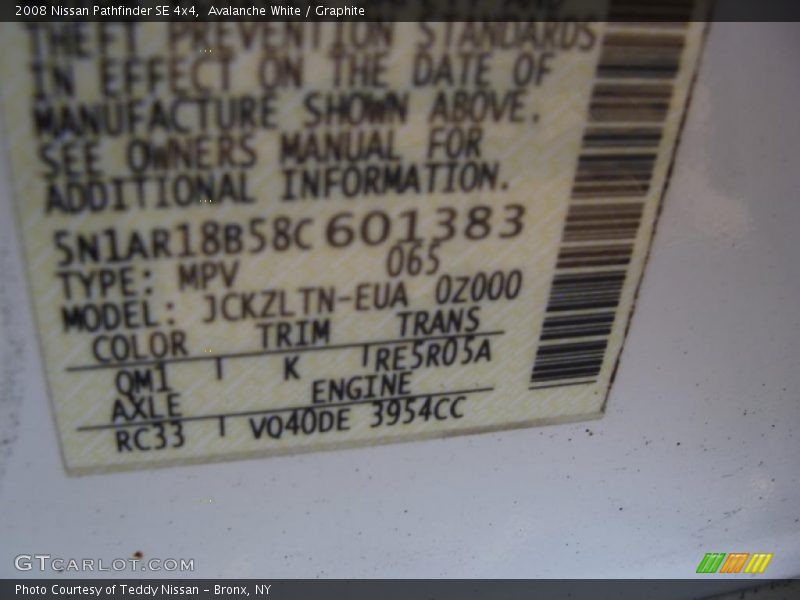 2008 Nissan Pathfinder SE 4x4,  Avalanche White / Graphite
THEFT PREVENTION STANDARDS
IN EFFECT ON THE DATE OF
MANUFACTURE SHOWN ABOVE.
SEE OWNERS MANUAL FOR
ADDITIONAL INFORMATION.
5N1AR18B58C601383
TYPE: MPV 065
MODEL: JCKZLTN-EUA 0Z000
COLOR TRIM TRANS
QM1 K RE5R05A
AXLE ENGINE
RC33 VQ40DE 3954CC
GTCARLOT.COM
Photo Courtesy of Teddy Nissan – Bronx, NY